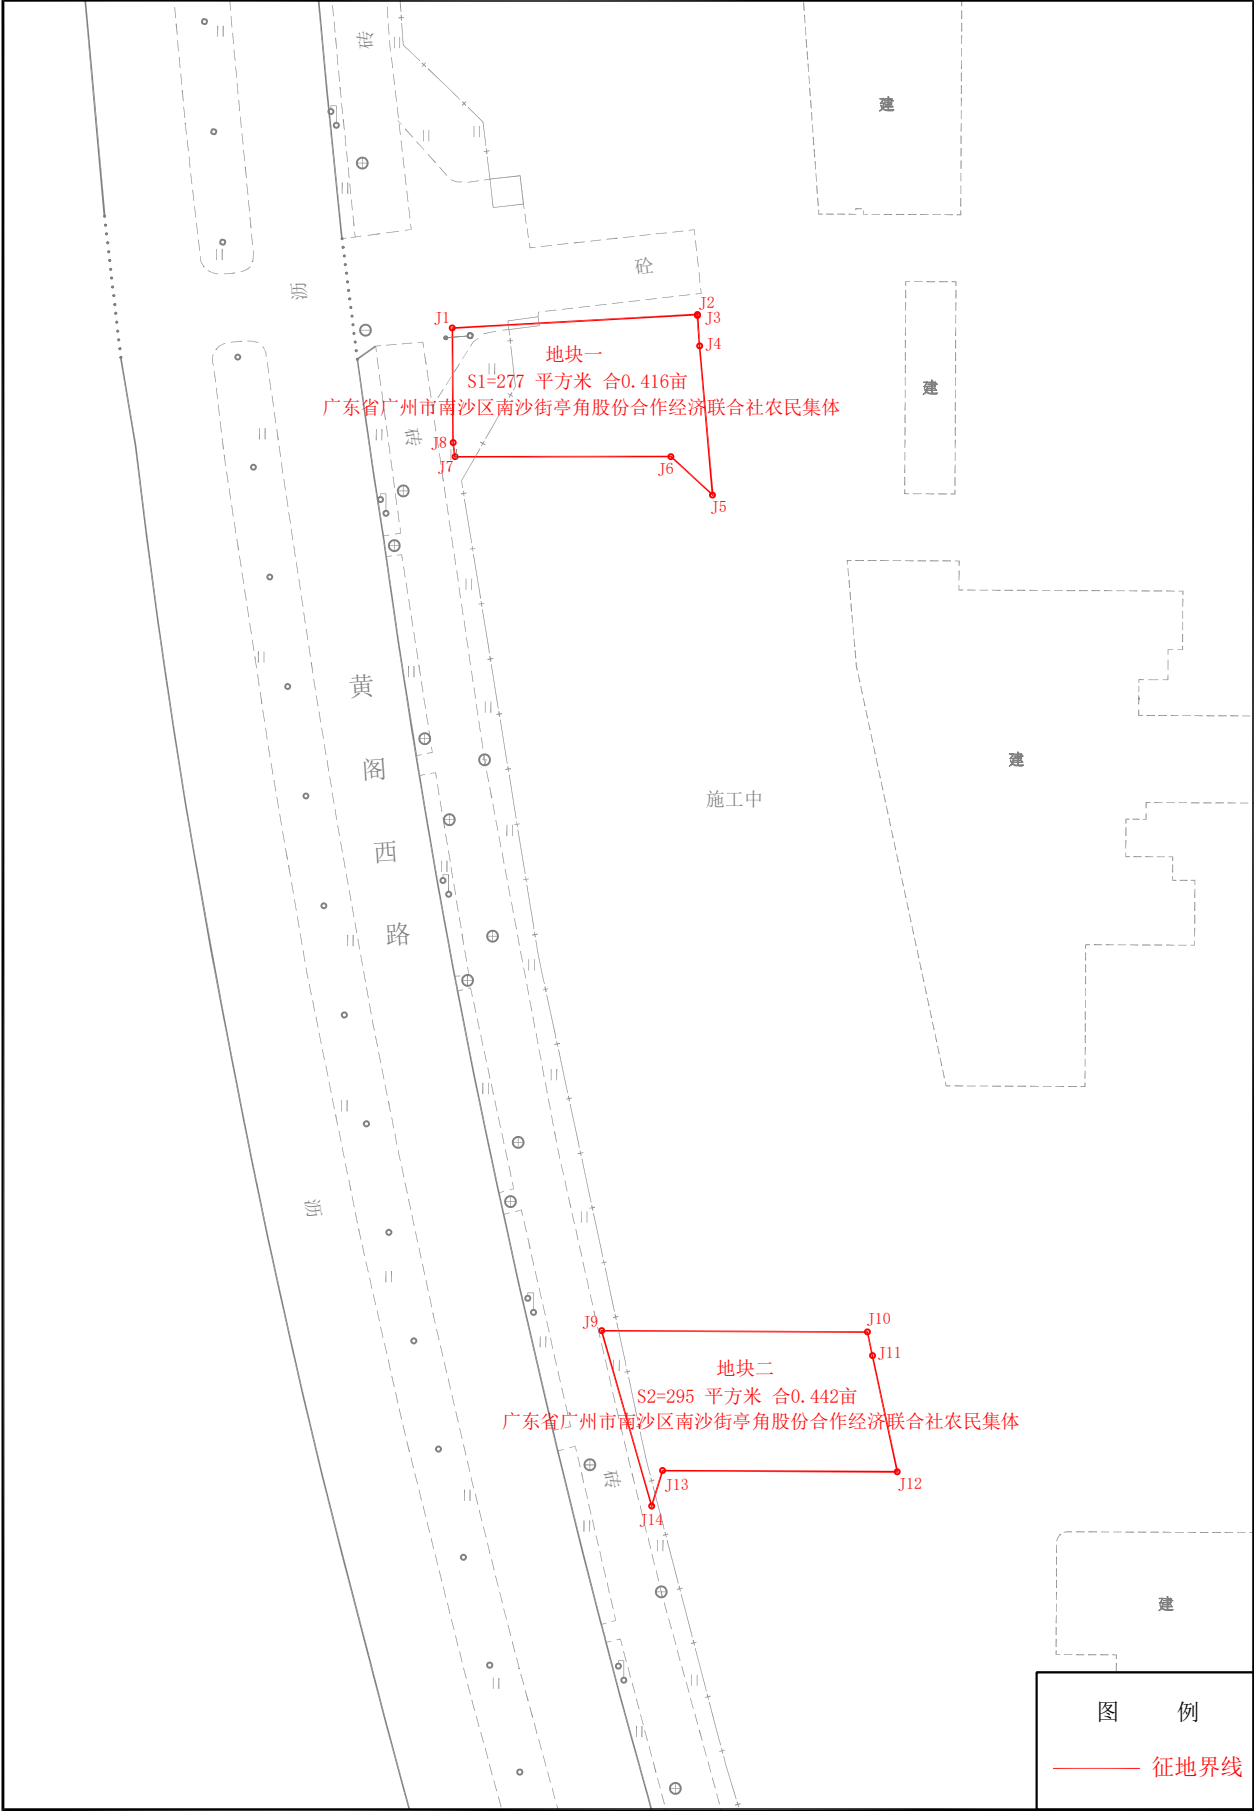 砖
建
沥
砼
J1
J2
J3
J4
地块一
S1=277 平方米 合0.416亩
广东省广州市南沙区南沙街亭角股份合作经济联合社农民集体
建
J8
J7
J6
J5
黄
阁
西
路
建
施工中
沥
J9
J10
J11
地块二
S2=295 平方米 合0.442亩
广东省广州市南沙区南沙街亭角股份合作经济联合社农民集体
砖
J13
J12
J14
建
图 例
征地界线